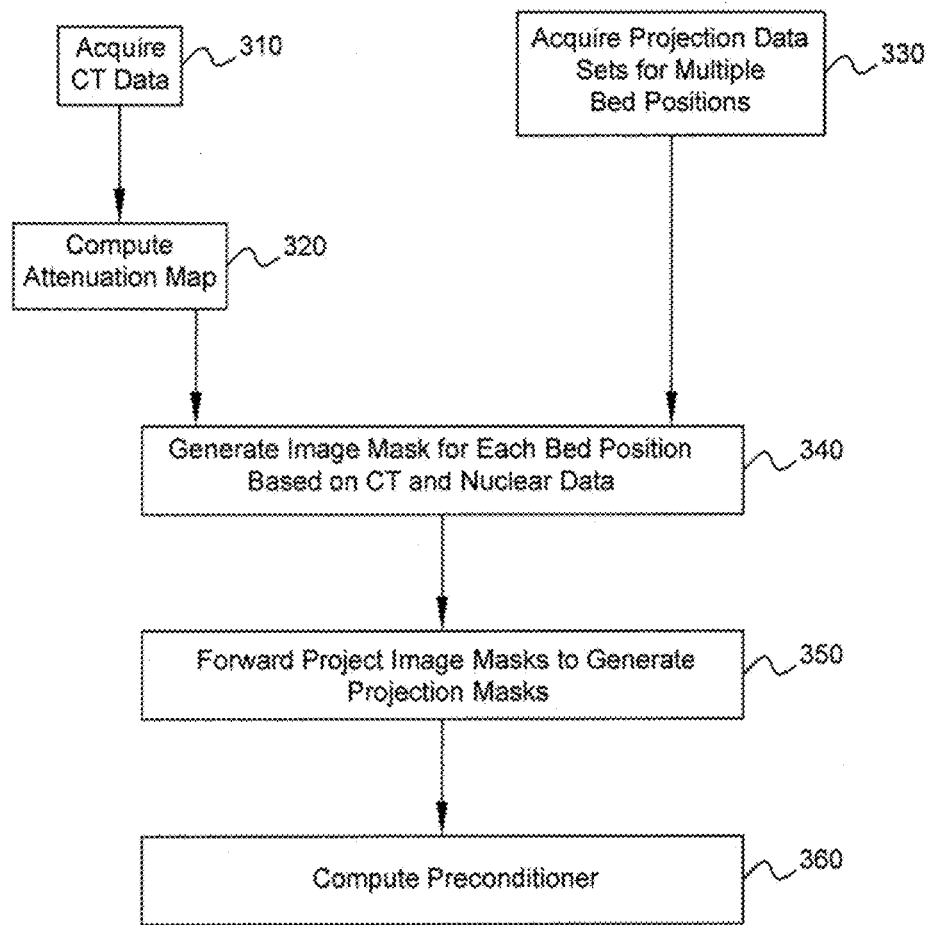 Acquire
CT Data
310
Acquire Projection Data
Sets for Multiple
Bed Positions
330
Compute
Attenuation Map
320
Generate Image Mask for Each Bed Position
Based on CT and Nuclear Data
340
Forward Project Image Masks to Generate
Projection Masks
350
Compute Preconditioner
360